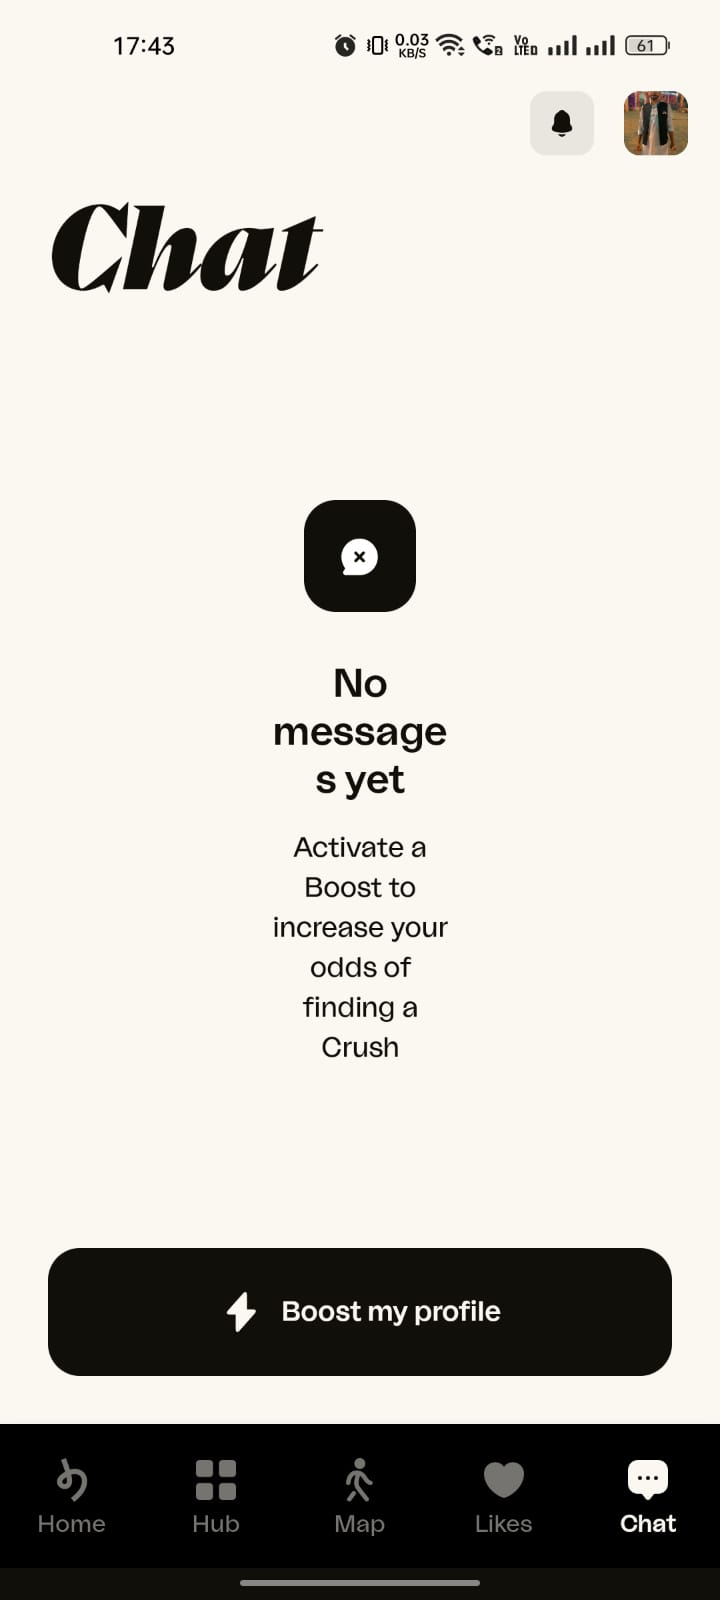 17:43 0.03 KB/S Vo LTED 61
Chat
No
message
s yet
Activate a
Boost to
increase your
odds of
finding a
Crush
Boost my profile
Home Hub Map Likes Chat